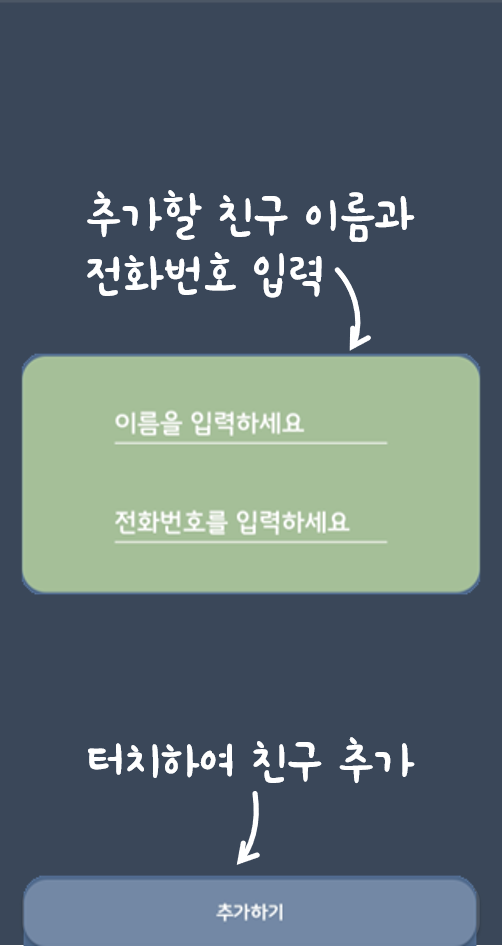 추가할 친구 이름과
전화번호 입력
이름을 입력하세요
전화번호를 입력하세요
터치하여 친구 추가
추가하기